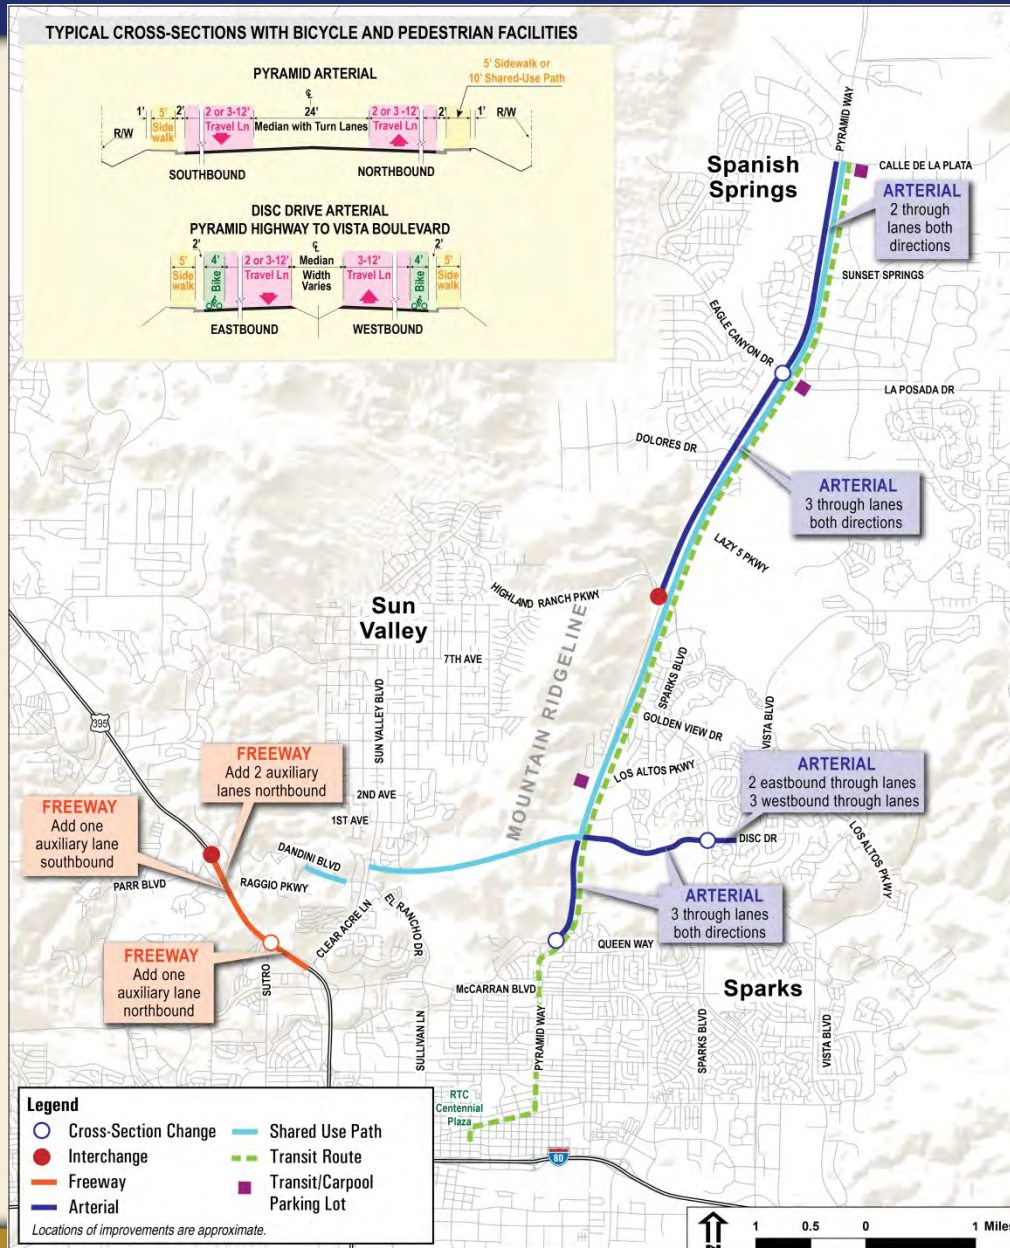 TYPICAL CROSS-SECTIONS WITH BICYCLE AND PEDESTRIAN FACILITIES
PYRAMID ARTERIAL
5' Sidewalk or
10' Shared-Use Path
℄
1' 5' 2' 2 or 3-12' 24' 2 or 3 -12' 2' 1'
R/W
Side
walk
Travel Ln
Median with Turn Lanes
Travel Ln
R/W
SOUTHBOUND
NORTHBOUND
DISC DRIVE ARTERIAL
PYRAMID HIGHWAY TO VISTA BOULEVARD
℄
2' 2'
5' 4' 2 or 3-12' Median 3-12' 4' 5'
Side
walk
Bike
Travel Ln
Width
Varies
Travel Ln
Bike
Side
walk
EASTBOUND
WESTBOUND
PYRAMID WAY
Spanish
Springs
CALLE DE LA PLATA
ARTERIAL
2 through
lanes both
directions
SUNSET SPRINGS
EAGLE CANYON DR
LA POSADA DR
DOLORES DR
ARTERIAL
3 through lanes
both directions
LAZY 5 PKWY
HIGHLAND RANCH PKWY
Sun
Valley
7TH AVE
MOUNTAIN RIDGELINE
SPARKS BLVD
SUN VALLEY BLVD
GOLDEN VIEW DR
VISTA BLVD
395
LOS ALTOS PKWY
FREEWAY
Add 2 auxiliary
lanes northbound
ARTERIAL
2 eastbound through lanes
3 westbound through lanes
2ND AVE
1ST AVE
FREEWAY
Add one
auxiliary lane
southbound
DANDINI BLVD
DISC DR
LOS ALTOS PKWY
PARR BLVD
RAGGIO PKWY
ARTERIAL
3 through lanes
both directions
EL RANCHO DR
CLEAR ACRE LN
FREEWAY
Add one
auxiliary lane
northbound
SUTRO
QUEEN WAY
McCARRAN BLVD
Sparks
SULLIVAN LN
PYRAMID WAY
SPARKS BLVD
VISTA BLVD
RTC
Centennial
Plaza
80
Legend
Cross-Section Change
Interchange
Freeway
Arterial
Shared Use Path
Transit Route
Transit/Carpool
Parking Lot
Locations of improvements are approximate.
1 0.5 0 1 Miles